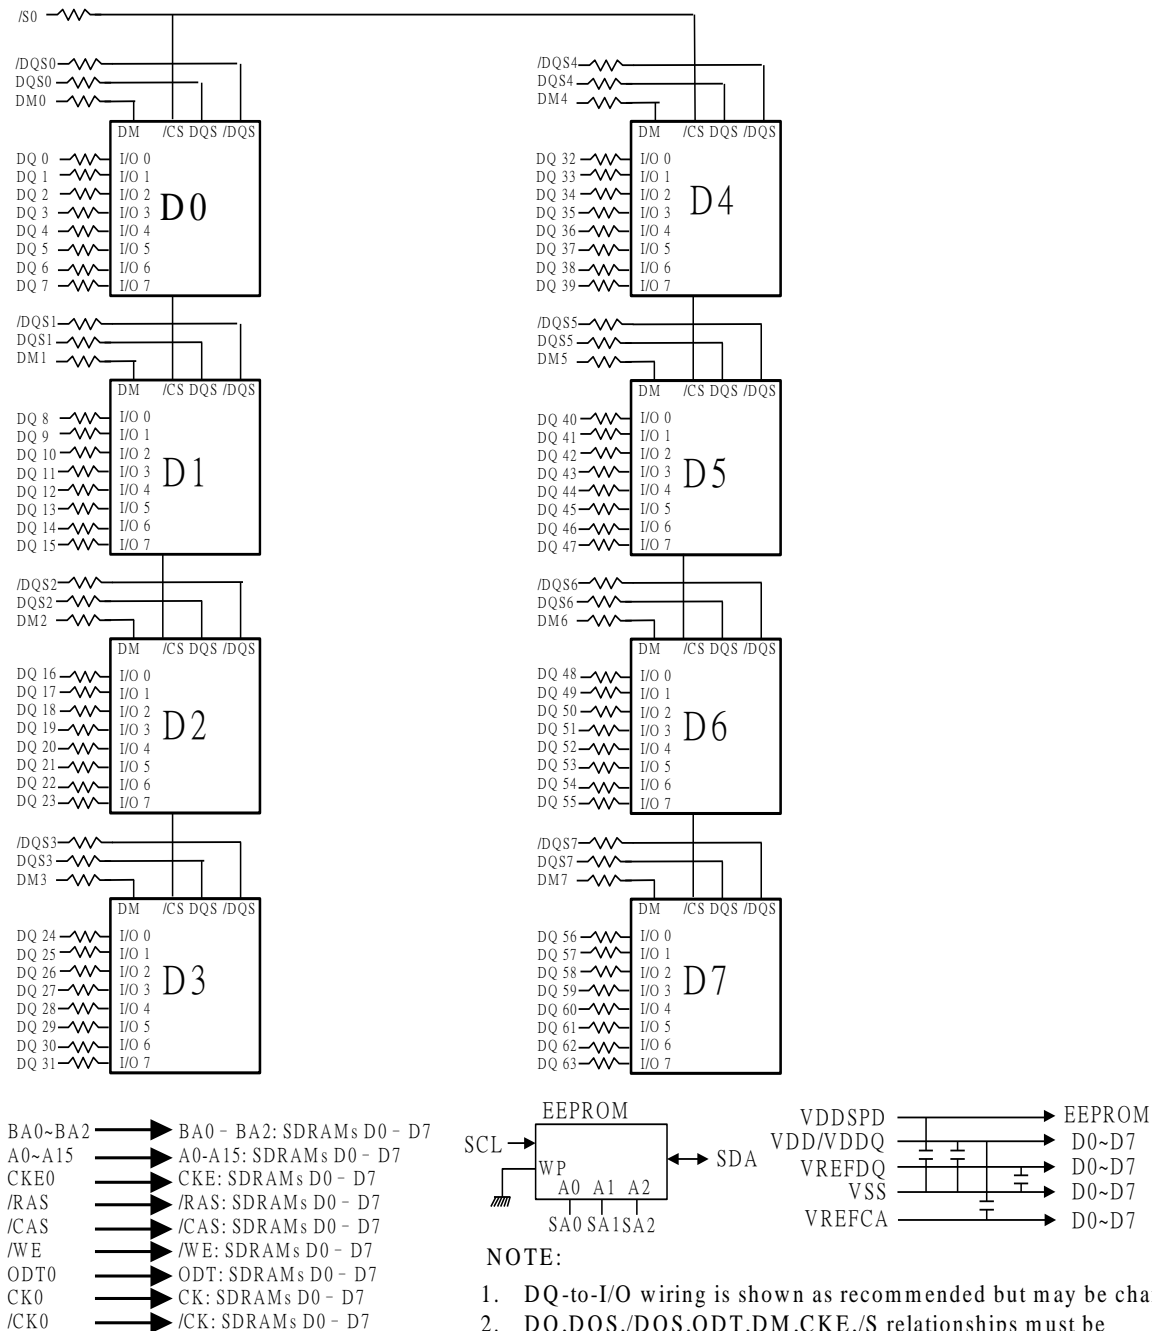 /S0
/DQS0
DQS0
DM0
DM /CS DQS /DQS
DQ 0 I/O 0
DQ 1 I/O 1
DQ 2 I/O 2
DQ 3 I/O 3
DQ 4 I/O 4
DQ 5 I/O 5
DQ 6 I/O 6
DQ 7 I/O 7
D0
/DQS1
DQS1
DM1
DM /CS DQS /DQS
DQ 8 I/O 0
DQ 9 I/O 1
DQ 10 I/O 2
DQ 11 I/O 3
DQ 12 I/O 4
DQ 13 I/O 5
DQ 14 I/O 6
DQ 15 I/O 7
D1
/DQS2
DQS2
DM2
DM /CS DQS /DQS
DQ 16 I/O 0
DQ 17 I/O 1
DQ 18 I/O 2
DQ 19 I/O 3
DQ 20 I/O 4
DQ 21 I/O 5
DQ 22 I/O 6
DQ 23 I/O 7
D2
/DQS3
DQS3
DM3
DM /CS DQS /DQS
DQ 24 I/O 0
DQ 25 I/O 1
DQ 26 I/O 2
DQ 27 I/O 3
DQ 28 I/O 4
DQ 29 I/O 5
DQ 30 I/O 6
DQ 31 I/O 7
D3
/DQS4
DQS4
DM4
DM /CS DQS /DQS
DQ 32 I/O 0
DQ 33 I/O 1
DQ 34 I/O 2
DQ 35 I/O 3
DQ 36 I/O 4
DQ 37 I/O 5
DQ 38 I/O 6
DQ 39 I/O 7
D4
/DQS5
DQS5
DM5
DM /CS DQS /DQS
DQ 40 I/O 0
DQ 41 I/O 1
DQ 42 I/O 2
DQ 43 I/O 3
DQ 44 I/O 4
DQ 45 I/O 5
DQ 46 I/O 6
DQ 47 I/O 7
D5
/DQS6
DQS6
DM6
DM /CS DQS /DQS
DQ 48 I/O 0
DQ 49 I/O 1
DQ 50 I/O 2
DQ 51 I/O 3
DQ 52 I/O 4
DQ 53 I/O 5
DQ 54 I/O 6
DQ 55 I/O 7
D6
/DQS7
DQS7
DM7
DM /CS DQS /DQS
DQ 56 I/O 0
DQ 57 I/O 1
DQ 58 I/O 2
DQ 59 I/O 3
DQ 60 I/O 4
DQ 61 I/O 5
DQ 62 I/O 6
DQ 63 I/O 7
D7
BA0~BA2 BA0 - BA2: SDRAMs D0 - D7
A0~A15 A0-A15: SDRAMs D0 - D7
CKE0 CKE: SDRAMs D0 - D7
/RAS /RAS: SDRAMs D0 - D7
/CAS /CAS: SDRAMs D0 - D7
/WE /WE: SDRAMs D0 - D7
ODT0 ODT: SDRAMs D0 - D7
CK0 CK: SDRAMs D0 - D7
/CK0 /CK: SDRAMs D0 - D7
EEPROM
SCL
WP
SDA
A0 A1 A2
SA0 SA1 SA2
VDDSPD EEPROM
VDD/VDDQ D0~D7
VREFDQ D0~D7
VSS D0~D7
VREFCA D0~D7
NOTE:
1. DQ-to-I/O wiring is shown as recommended but may be cha
2. DQ,DQS,/DQS,ODT,DM,CKE,/S relationships must be